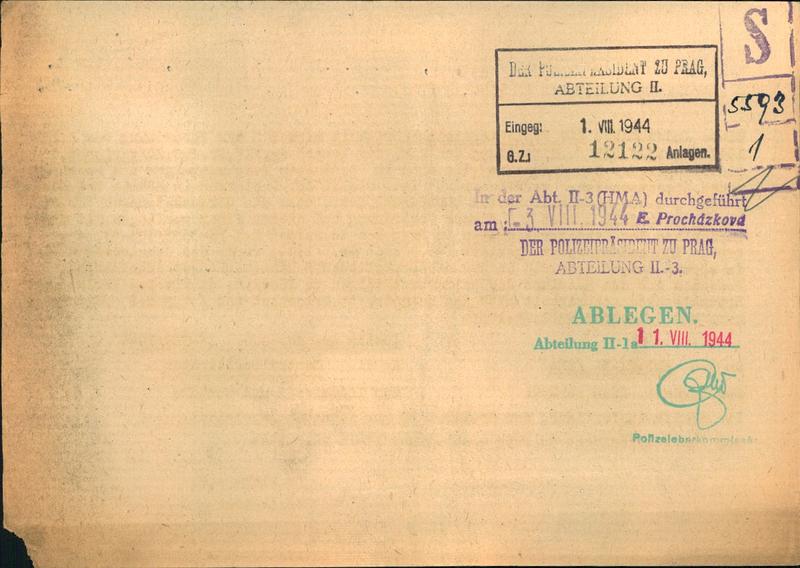 S
DER POLIZEIPRÄSIDENT ZU PRAG,
ABTEILUNG II.
5593
Eingeg: 1. VIII. 1944
1
G.Z.: 12122 Anlagen.
In der Abt. II-3 (HMA) durchgeführt
am: -3. VIII. 1944 E. Procházková
DER POLIZEIPRÄSIDENT ZU PRAG,
ABTEILUNG II.-3.
ABLEGEN.
Abteilung II-1a 11. VIII. 1944
Polizeioberkommissär